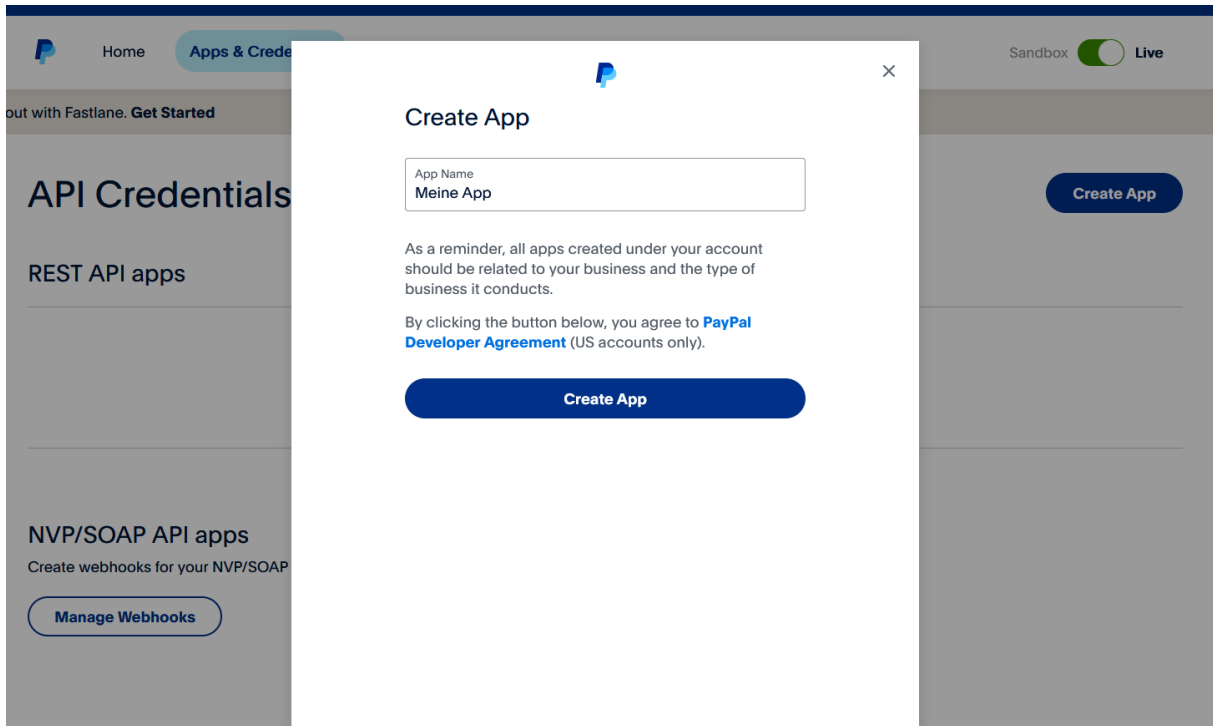 Home
Apps & Crede
Sandbox
Live
out with Fastlane. Get Started
API Credentials
Create App
REST API apps
NVP/SOAP API apps
Create webhooks for your NVP/SOAP
Manage Webhooks
Create App
App Name
Meine App
As a reminder, all apps created under your account
should be related to your business and the type of
business it conducts.
By clicking the button below, you agree to PayPal
Developer Agreement (US accounts only).
Create App